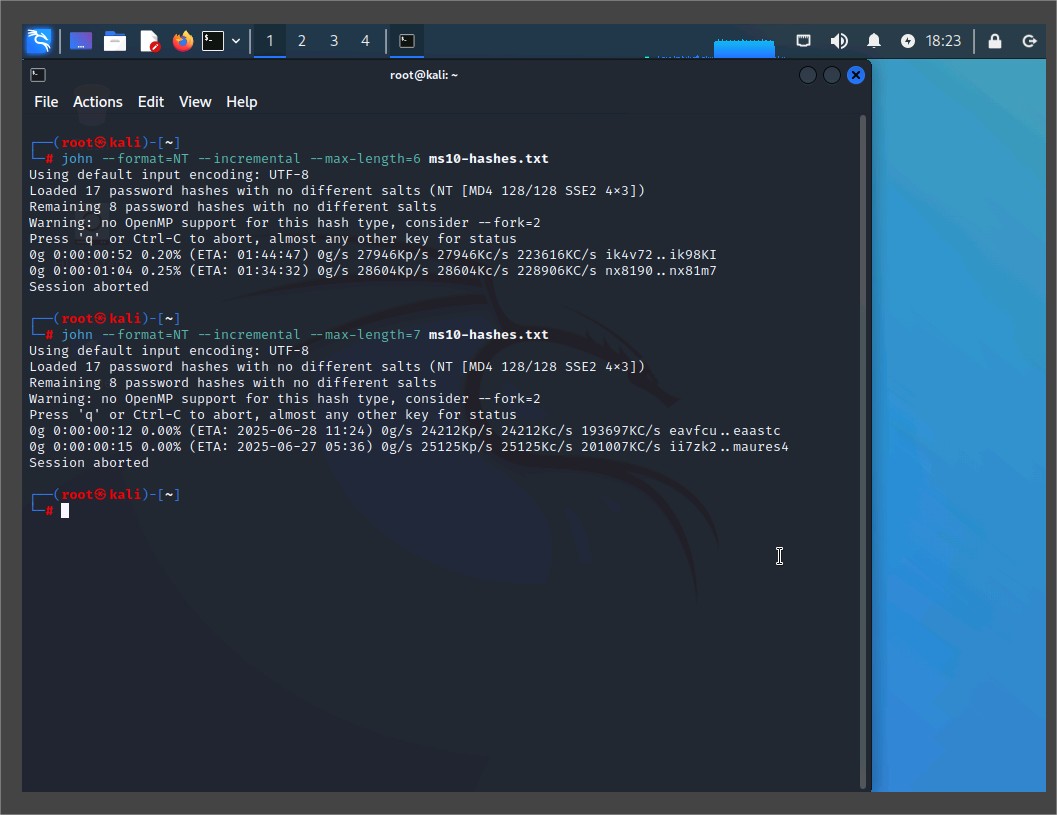 1 2 3 4 18:23
root@kali: ~
File Actions Edit View Help
┌──(root㉿kali)-[~]
└─# john --format=NT --incremental --max-length=6 ms10-hashes.txt
Using default input encoding: UTF-8
Loaded 17 password hashes with no different salts (NT [MD4 128/128 SSE2 4×3])
Remaining 8 password hashes with no different salts
Warning: no OpenMP support for this hash type, consider --fork=2
Press 'q' or Ctrl-C to abort, almost any other key for status
0g 0:00:00:52 0.20% (ETA: 01:44:47) 0g/s 27946Kp/s 27946Kc/s 223616KC/s ik4v72..ik98KI
0g 0:00:01:04 0.25% (ETA: 01:34:32) 0g/s 28604Kp/s 28604Kc/s 228906KC/s nx8190..nx81m7
Session aborted
┌──(root㉿kali)-[~]
└─# john --format=NT --incremental --max-length=7 ms10-hashes.txt
Using default input encoding: UTF-8
Loaded 17 password hashes with no different salts (NT [MD4 128/128 SSE2 4×3])
Remaining 8 password hashes with no different salts
Warning: no OpenMP support for this hash type, consider --fork=2
Press 'q' or Ctrl-C to abort, almost any other key for status
0g 0:00:00:12 0.00% (ETA: 2025-06-28 11:24) 0g/s 24212Kp/s 24212Kc/s 193697KC/s eavfcu..eaastc
0g 0:00:00:15 0.00% (ETA: 2025-06-27 05:36) 0g/s 25125Kp/s 25125Kc/s 201007KC/s ii7zk2..maures4
Session aborted
┌──(root㉿kali)-[~]
└─#